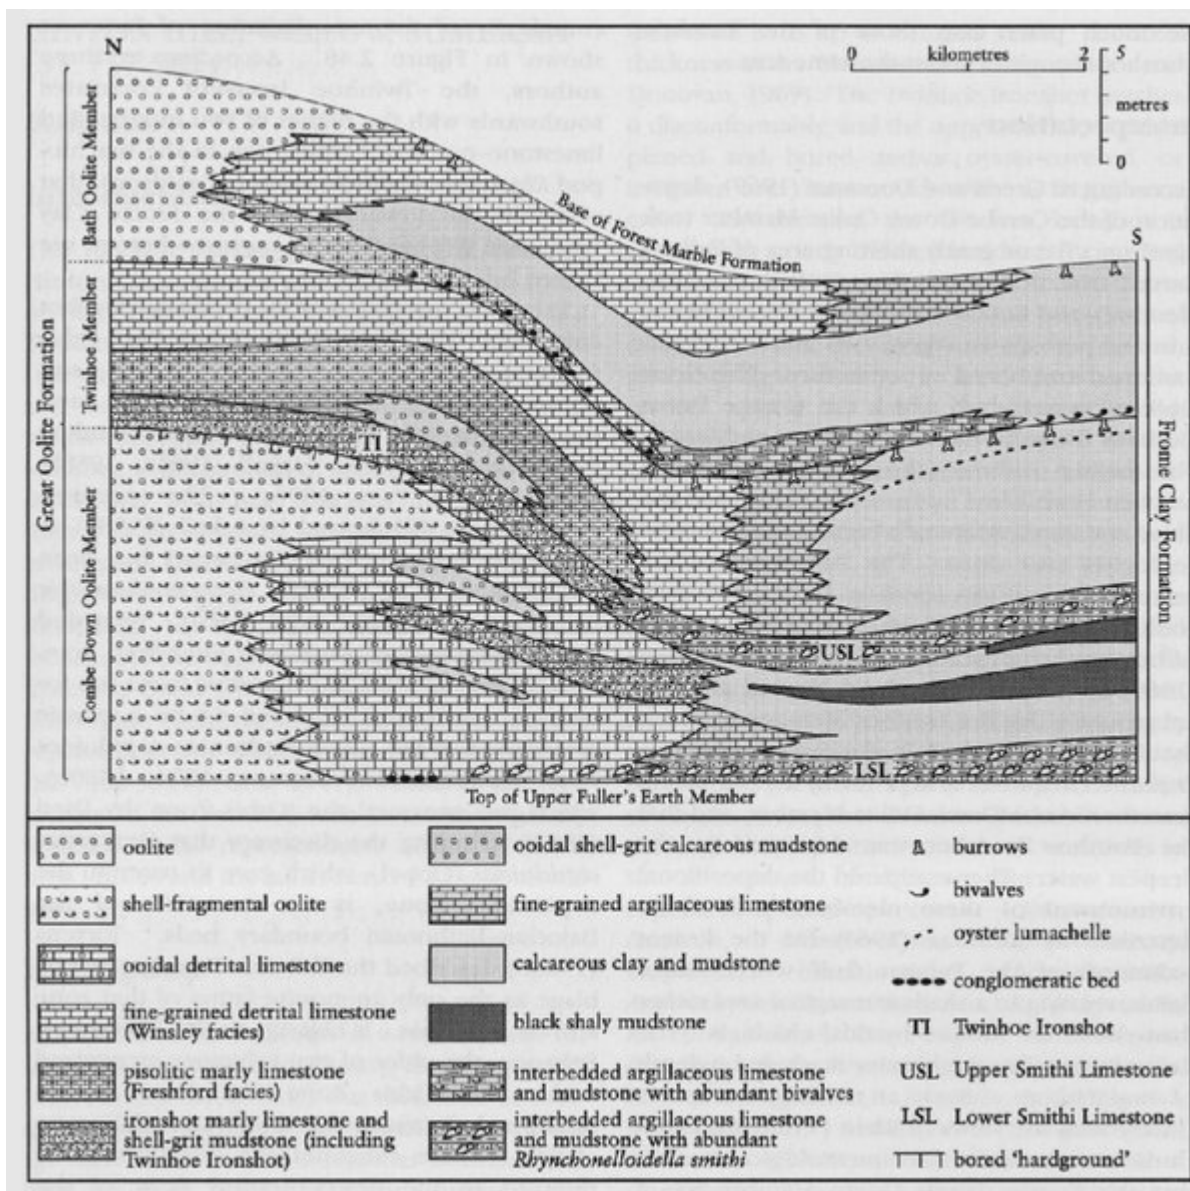 N
0 kilometres 2
5
metres
0
S
Bath Oolite Member
Twinhoe Member
Great Oolite Formation
Combe Down Oolite Member
Base of Forest Marble Formation
Frome Clay Formation
TI
USL
LSL
Top of Upper Fuller's Earth Member
oolite
shell-fragmental oolite
ooidal detrital limestone
fine-grained detrital limestone
(Winsley facies)
pisolitic marly limestone
(Freshford facies)
ironshot marly limestone and
shell-grit mudstone (including
Twinhoe Ironshot)
ooidal shell-grit calcareous mudstone
fine-grained argillaceous limestone
calcareous clay and mudstone
black shaly mudstone
interbedded argillaceous limestone
and mudstone with abundant bivalves
interbedded argillaceous limestone
and mudstone with abundant
Rhynchonelloidella smithi
burrows
bivalves
oyster lumachelle
conglomeratic bed
TI Twinhoe Ironshot
USL Upper Smithi Limestone
LSL Lower Smithi Limestone
bored 'hardground'